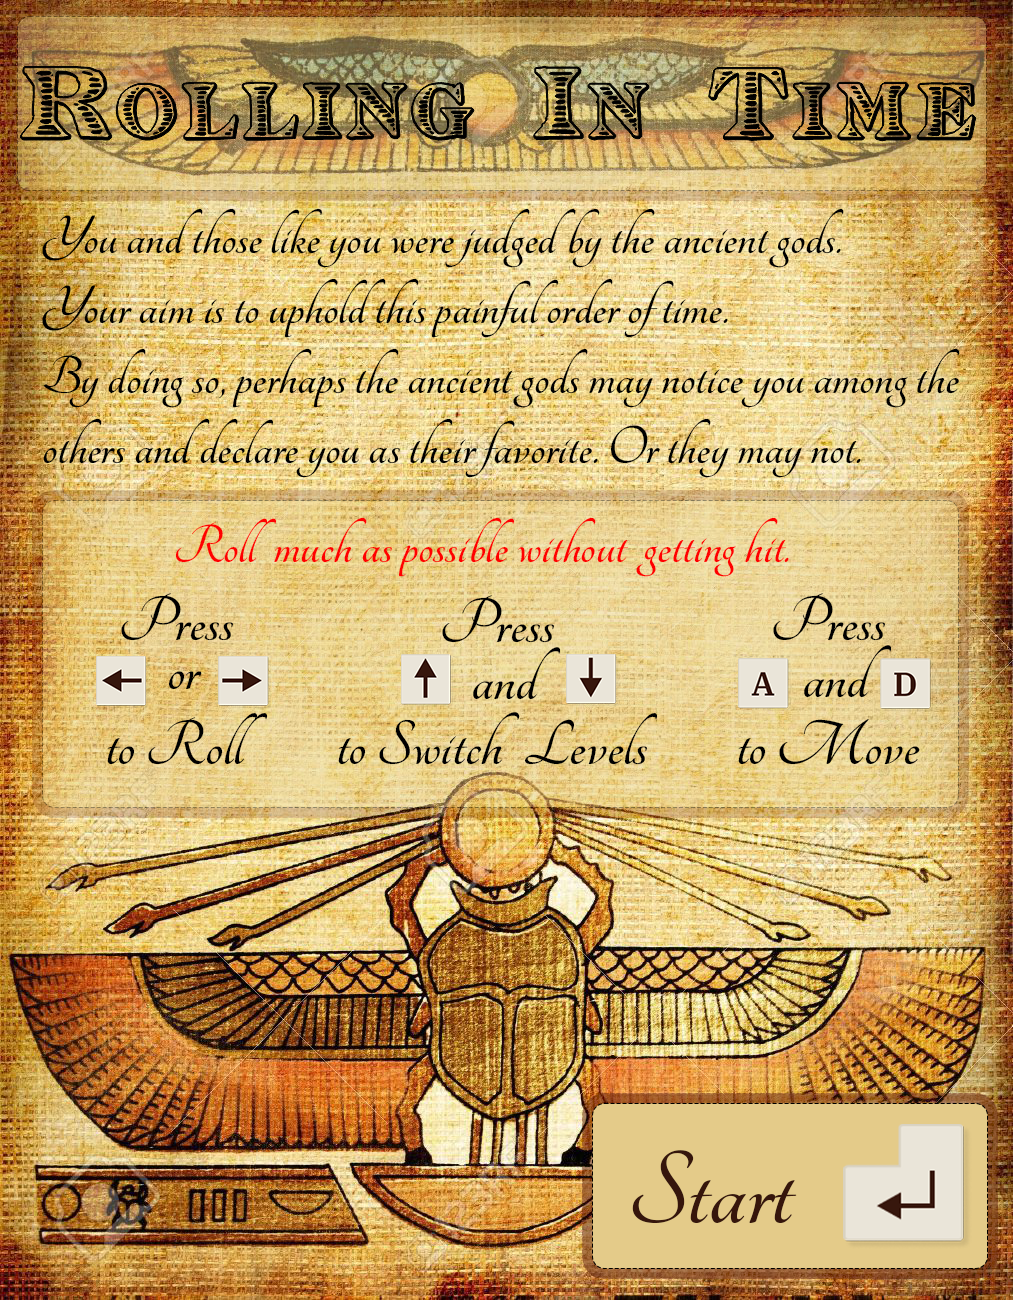 Rolling In Time
You and those like you were judged by the ancient gods.
Your aim is to uphold this painful order of time.
By doing so, perhaps the ancient gods may notice you among the
others and declare you as their favorite. Or they may not.
Roll much as possible without getting hit.
Press
← or →
to Roll
Press
↑ and ↓
to Switch Levels
Press
A and D
to Move
Start ↵